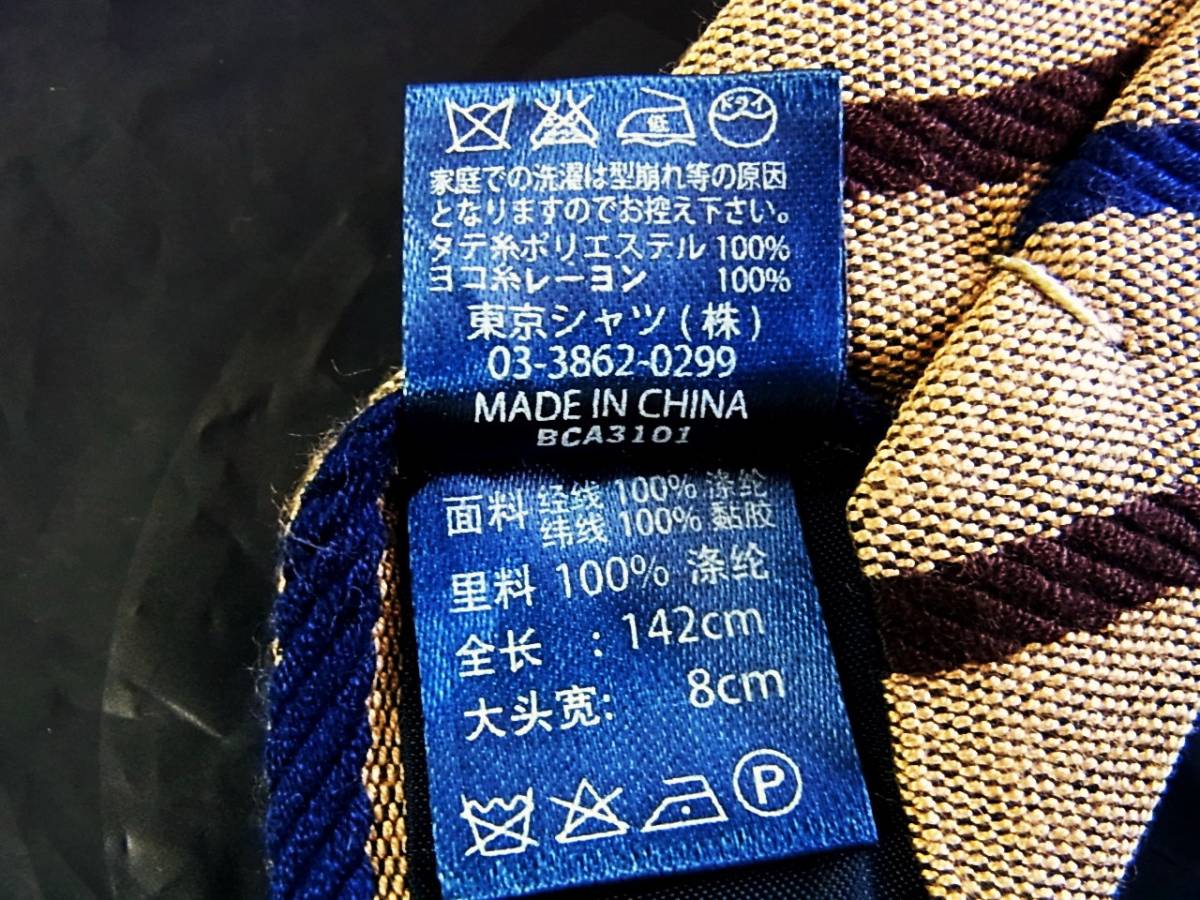 ドライ
低
家庭での洗濯は型崩れ等の原因
となりますのでお控え下さい。
タテ糸ポリエステル 100%
ヨコ糸レーヨン 100%
東京シャツ(株)
03-3862-0299
MADE IN CHINA
BCA3101
面料 经线 100% 涤纶
纬线 100% 黏胶
里料 100% 涤纶
全长 : 142cm
大头宽: 8cm
P